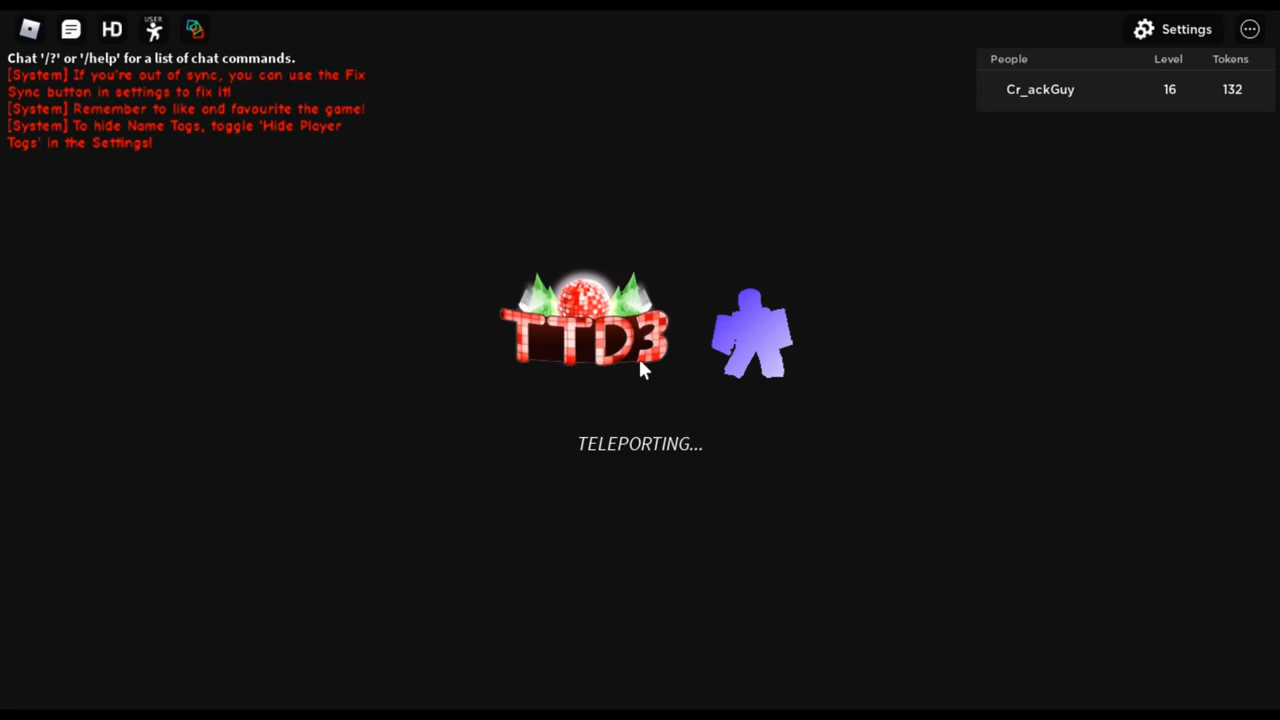 HD
USER
Settings
Chat '/?' or '/help' for a list of chat commands.
[System] If you're out of sync, you can use the Fix
Sync button in settings to fix it!
[System] Remember to like and favourite the game!
[System] To hide Name Tags, toggle 'Hide Player
Tags' in the Settings!
People Level Tokens
Cr_ackGuy 16 132
TTD3
TELEPORTING...